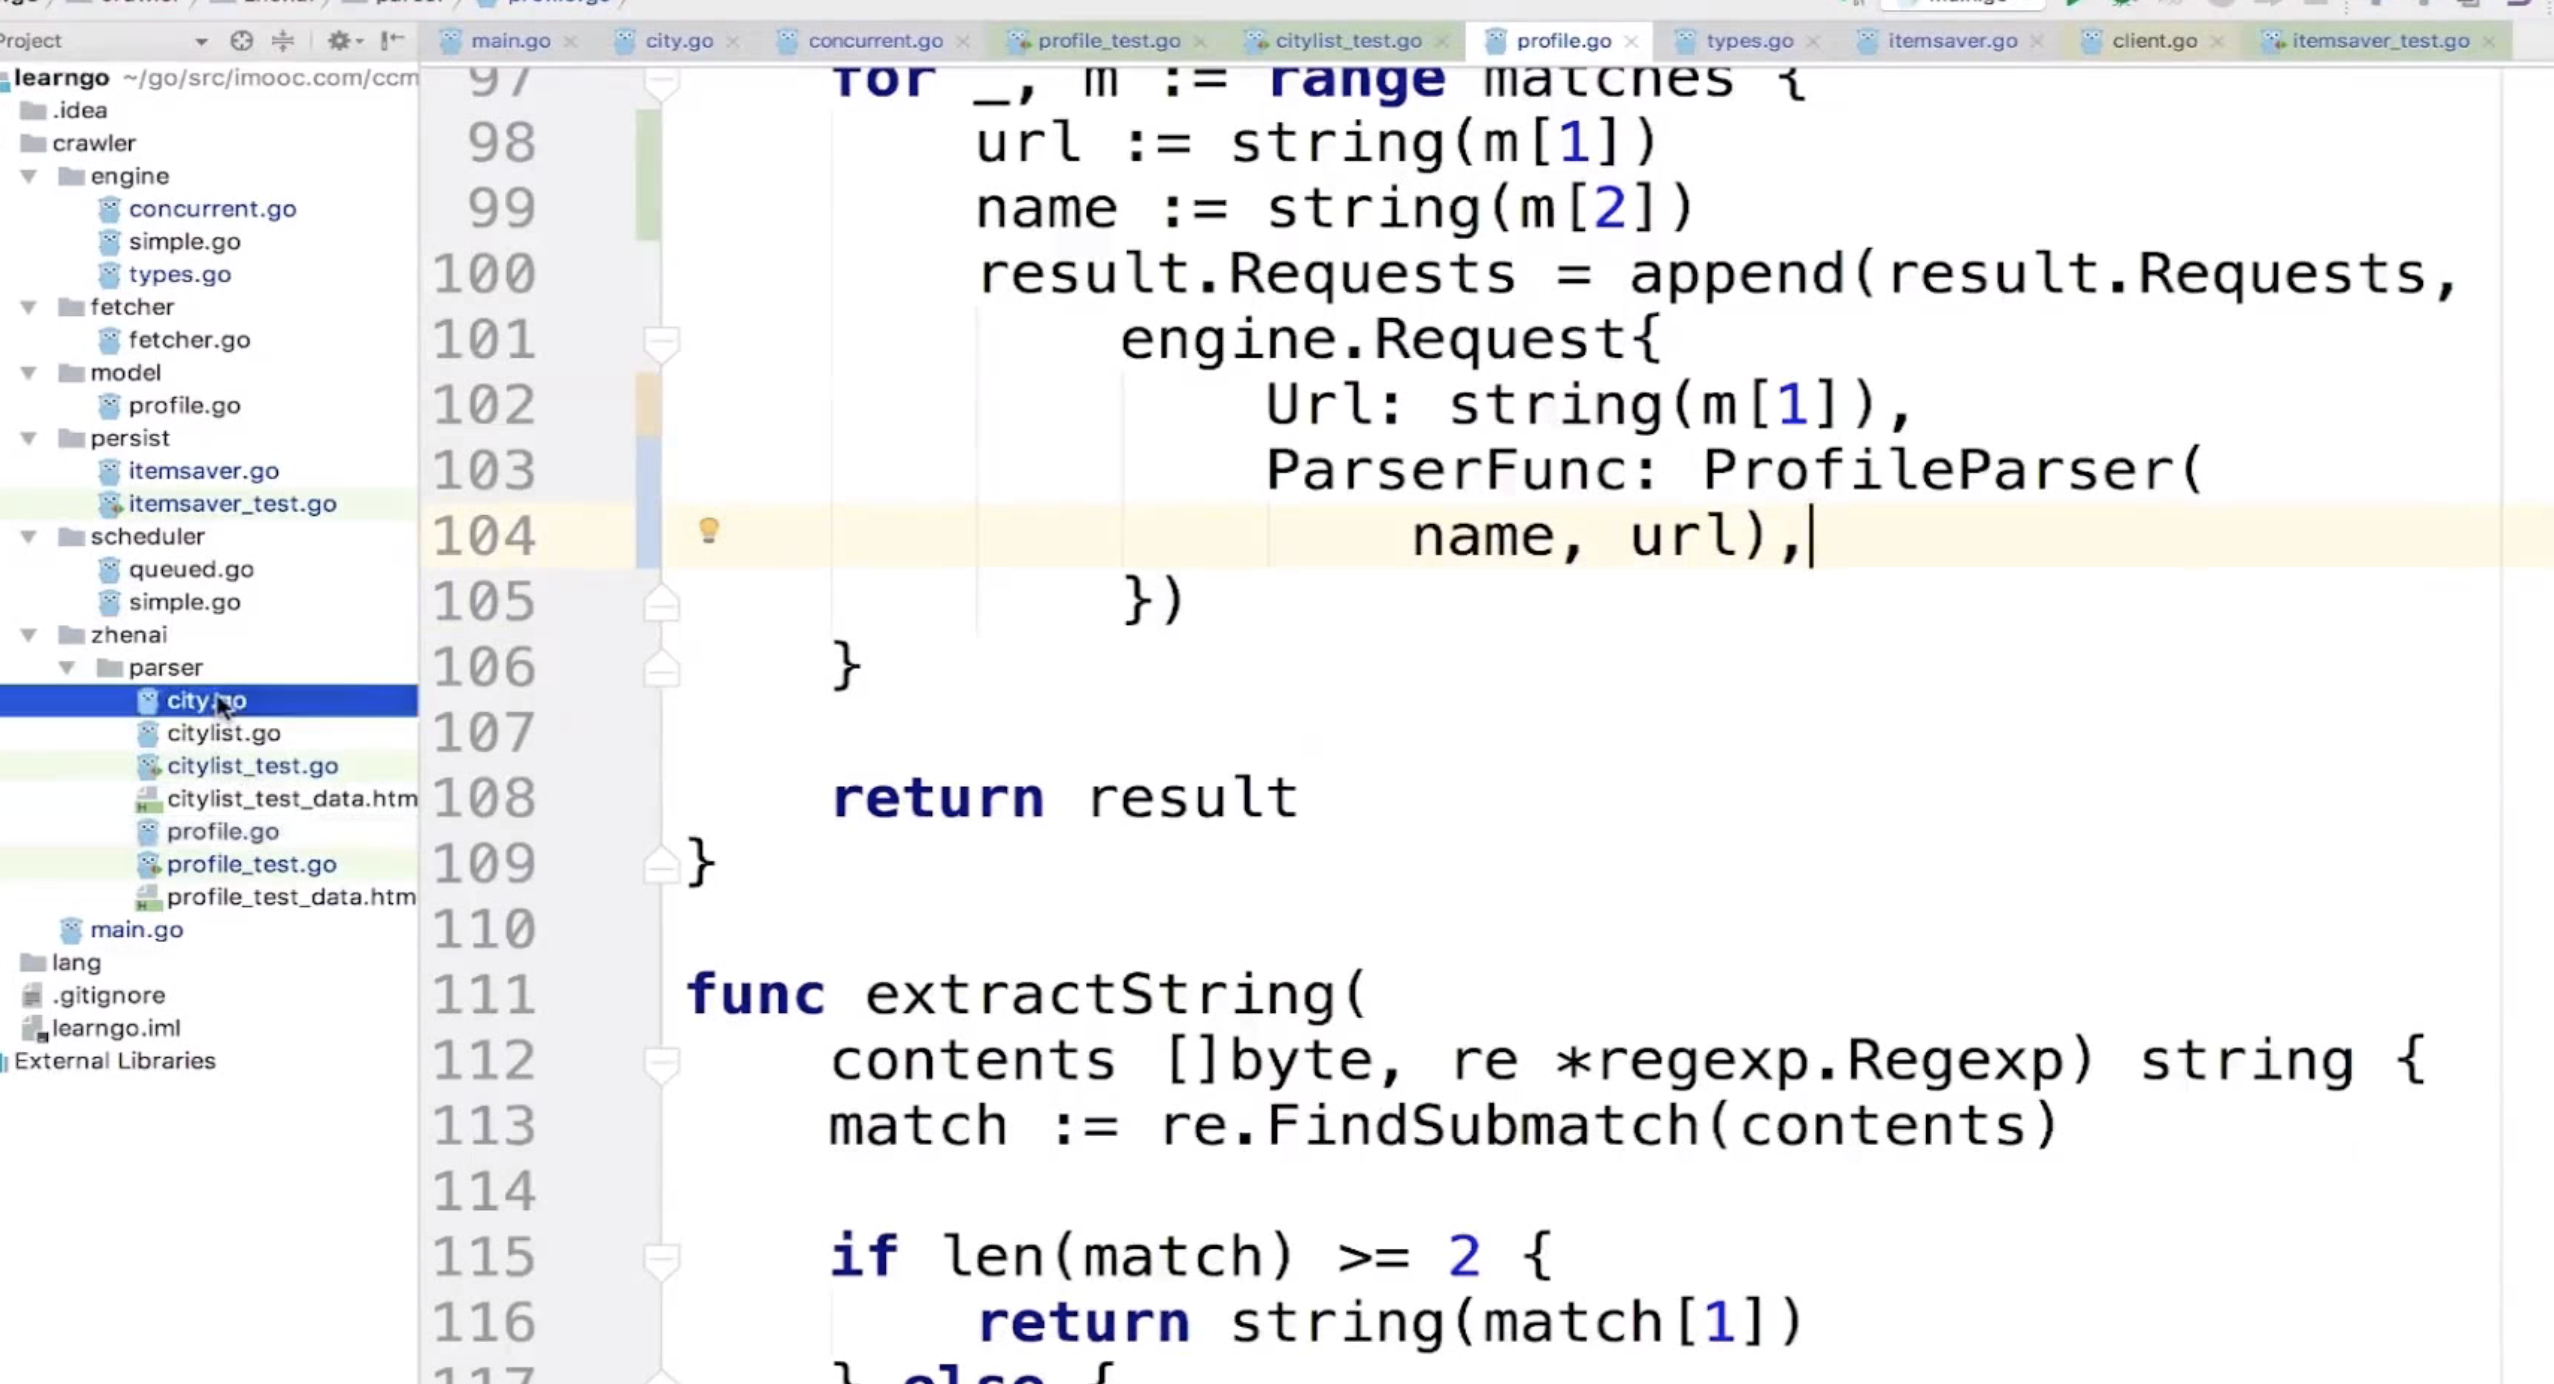 main.go
Project
main.go
city.go
concurrent.go
profile_test.go
citylist_test.go
profile.go
types.go
itemsaver.go
client.go
itemsaver_test.go
learngo ~/go/src/imooc.com/ccm
.idea
crawler
engine
concurrent.go
simple.go
types.go
fetcher
fetcher.go
model
profile.go
persist
itemsaver.go
itemsaver_test.go
scheduler
queued.go
simple.go
zhenai
parser
city.go
citylist.go
citylist_test.go
citylist_test_data.htm
profile.go
profile_test.go
profile_test_data.htm
main.go
lang
.gitignore
learngo.iml
External Libraries
97 for _, m := range matches {
98 url := string(m[1])
99 name := string(m[2])
100 result.Requests = append(result.Requests,
101 engine.Request{
102 Url: string(m[1]),
103 ParserFunc: ProfileParser(
104 name, url),
105 })
106 }
107
108 return result
109 }
110
111 func extractString(
112 contents []byte, re *regexp.Regexp) string {
113 match := re.FindSubmatch(contents)
114
115 if len(match) >= 2 {
116 return string(match[1])
117 } else {